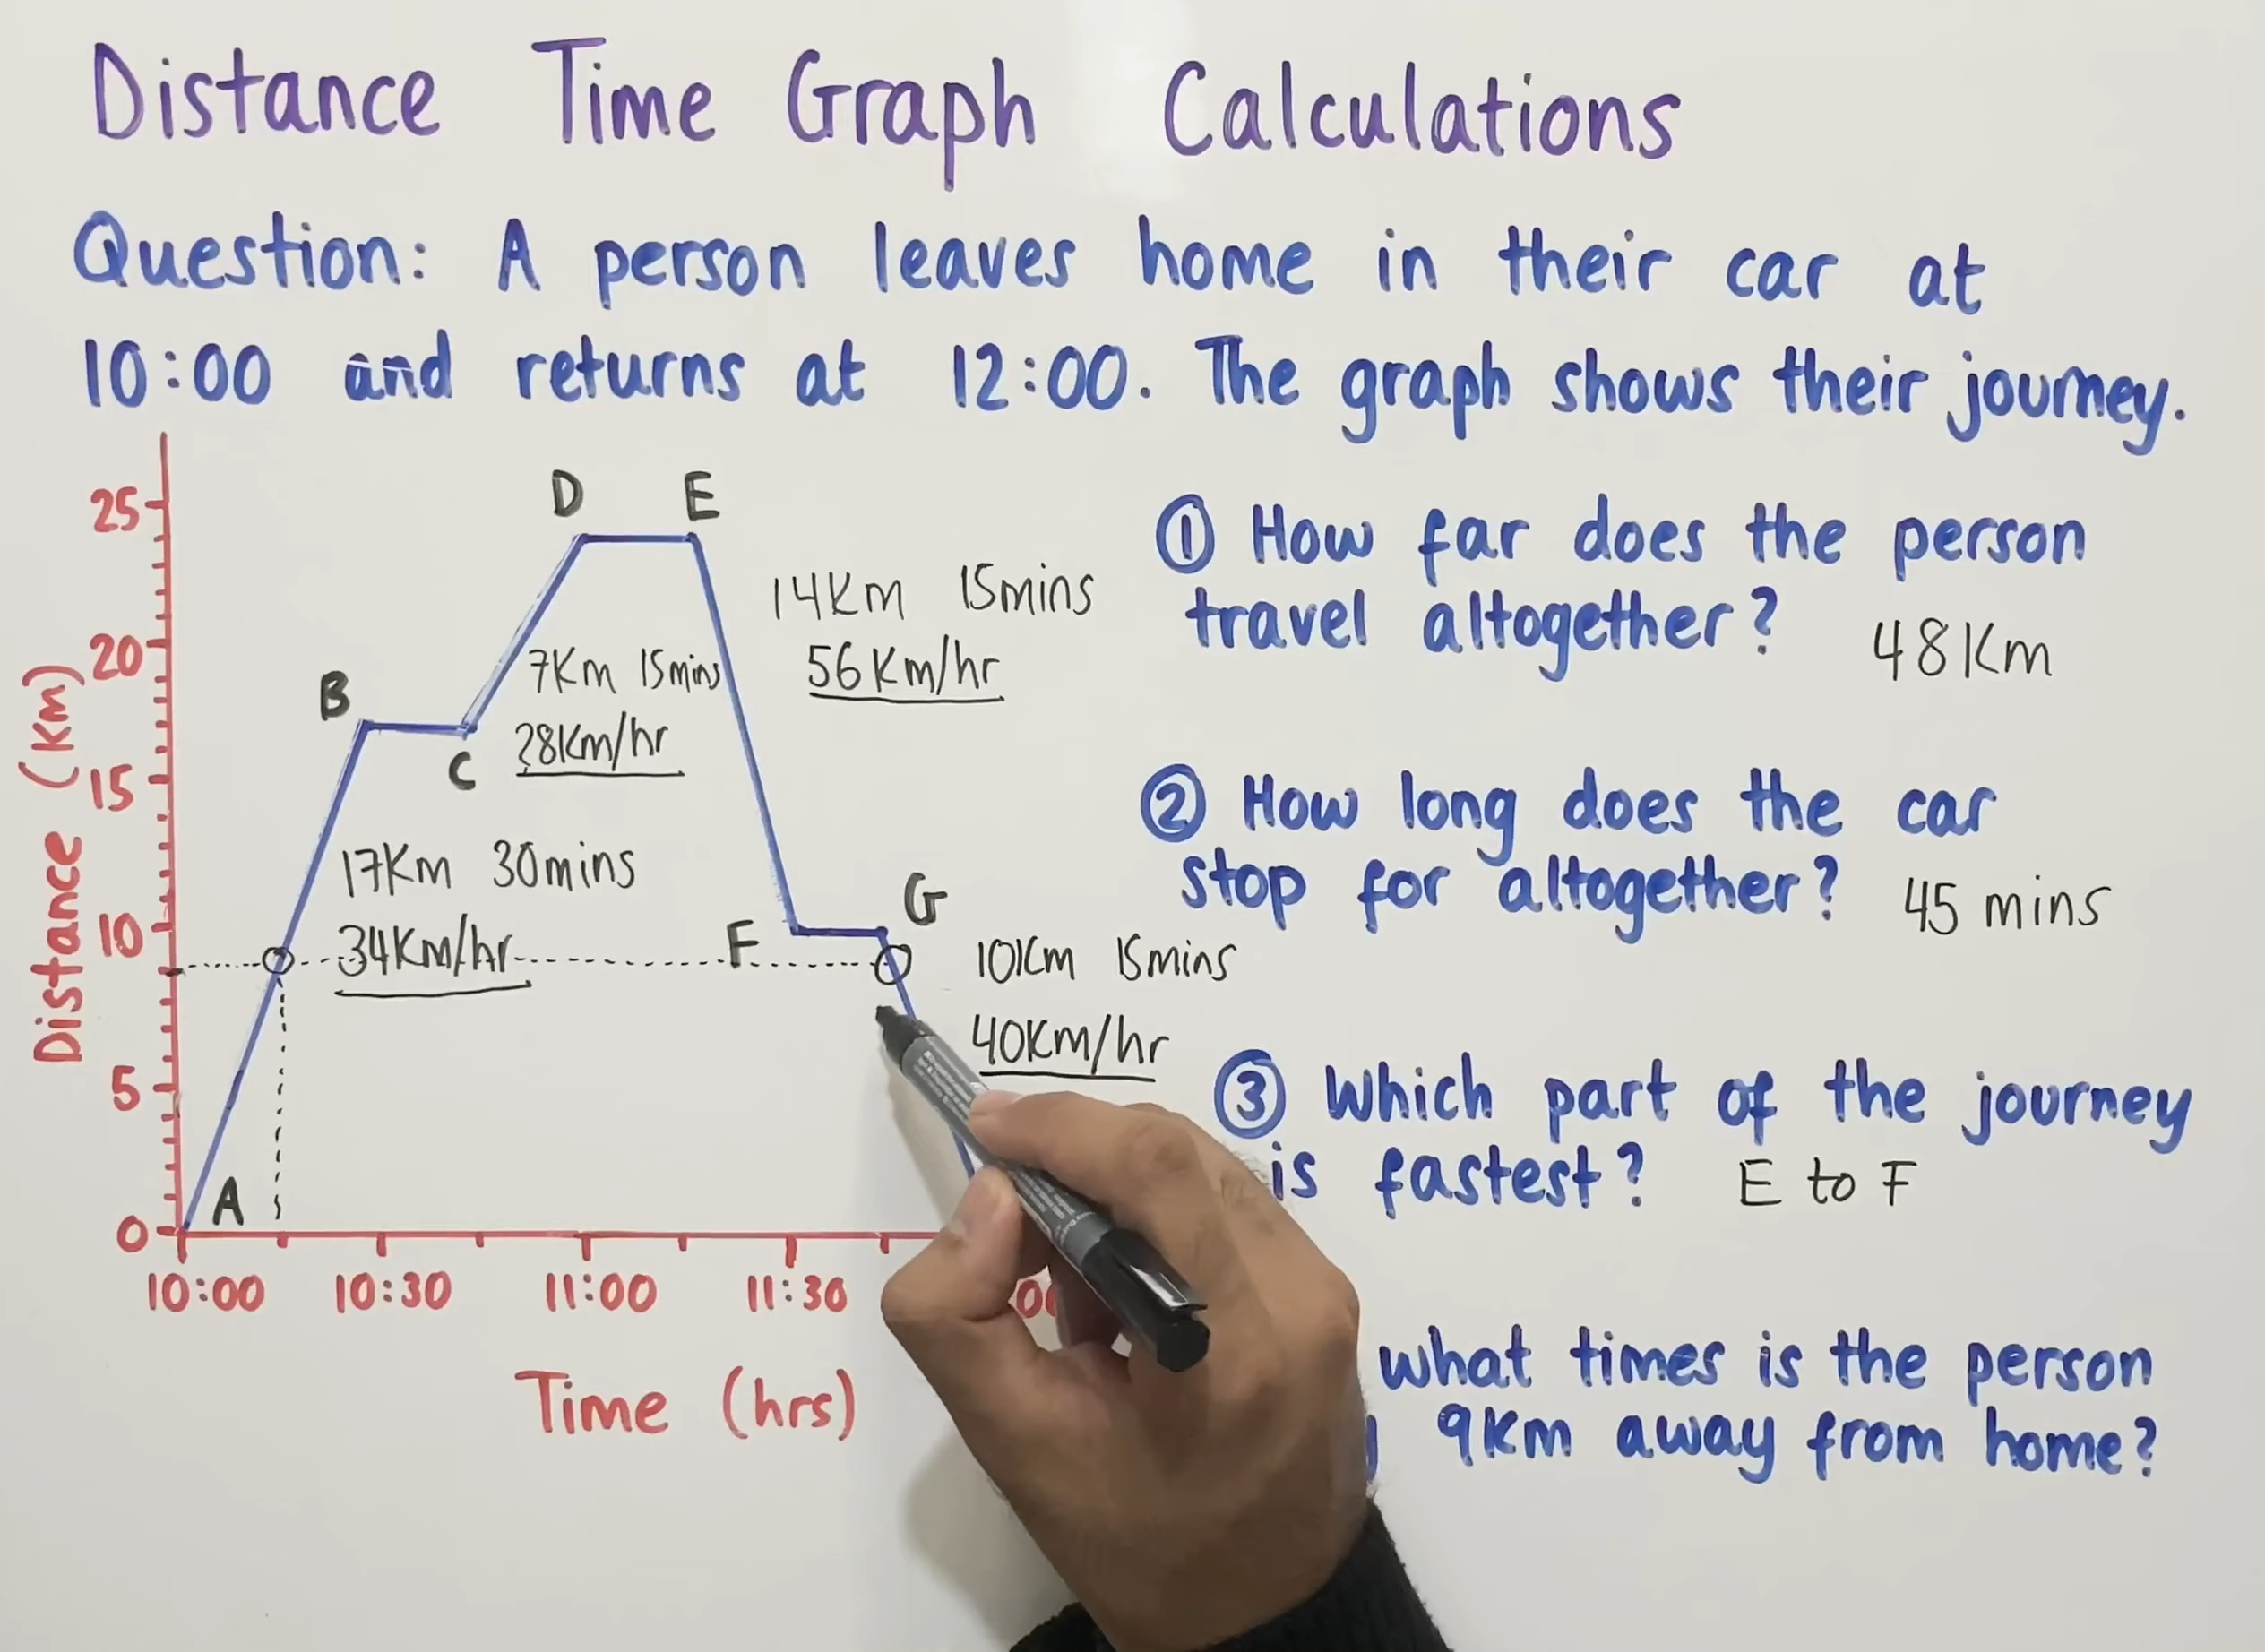 Distance Time Graph Calculations
Question: A person leaves home in their car at
10:00 and returns at 12:00. The graph shows their journey.
25
20
15
10
5
0
Distance (Km)
D E
B
C
F
G
A
14Km 15mins
56Km/hr
7Km 15mins
28Km/hr
17Km 30mins
34Km/hr
10Km 15mins
40Km/hr
10:00 10:30 11:00 11:30
Time (hrs)
① How far does the person
travel altogether? 48Km
② How long does the car
stop for altogether? 45 mins
③ Which part of the journey
is fastest? E to F
what times is the person
9Km away from home?